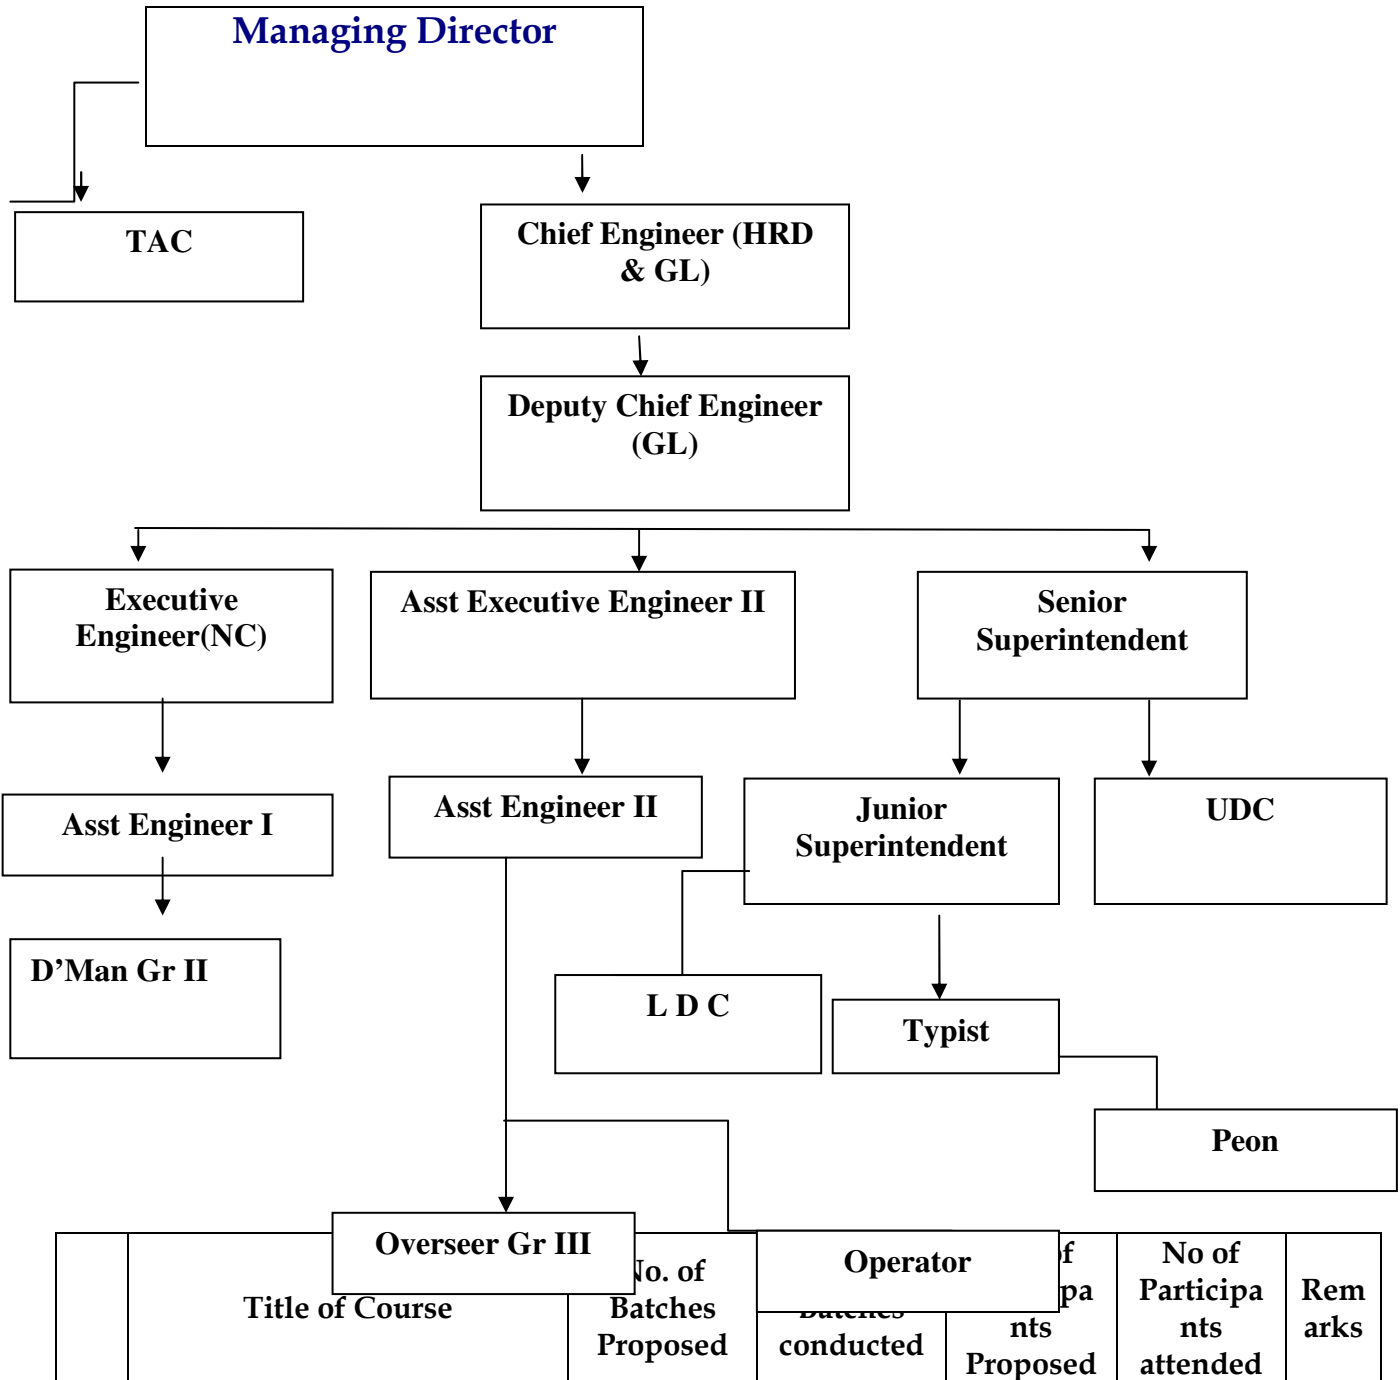 Managing Director
TAC
Chief Engineer (HRD
& GL)
Deputy Chief Engineer
(GL)
Executive
Engineer(NC)
Asst Executive Engineer II
Senior
Superintendent
Asst Engineer I
Asst Engineer II
Junior
Superintendent
UDC
D’Man Gr II
L D C
Typist
Peon
Overseer Gr III
Operator
Title of Course
No. of
Batches
Proposed
conducted
nts
Proposed
No of
Participa
nts
attended
Rem
arks